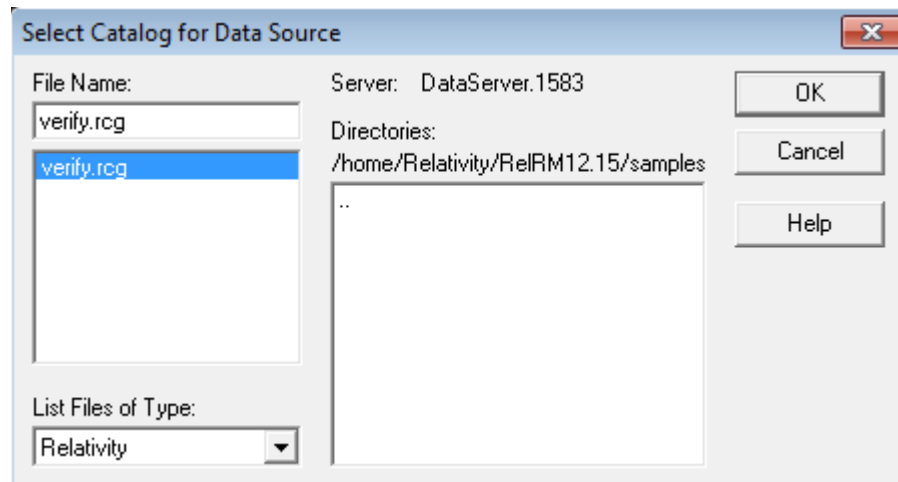 Select Catalog for Data Source
File Name:
verify.rcg
verify.rcg
List Files of Type:
Relativity
Server: DataServer.1583
Directories:
/home/Relativity/RelRM12.15/samples
..
OK
Cancel
Help